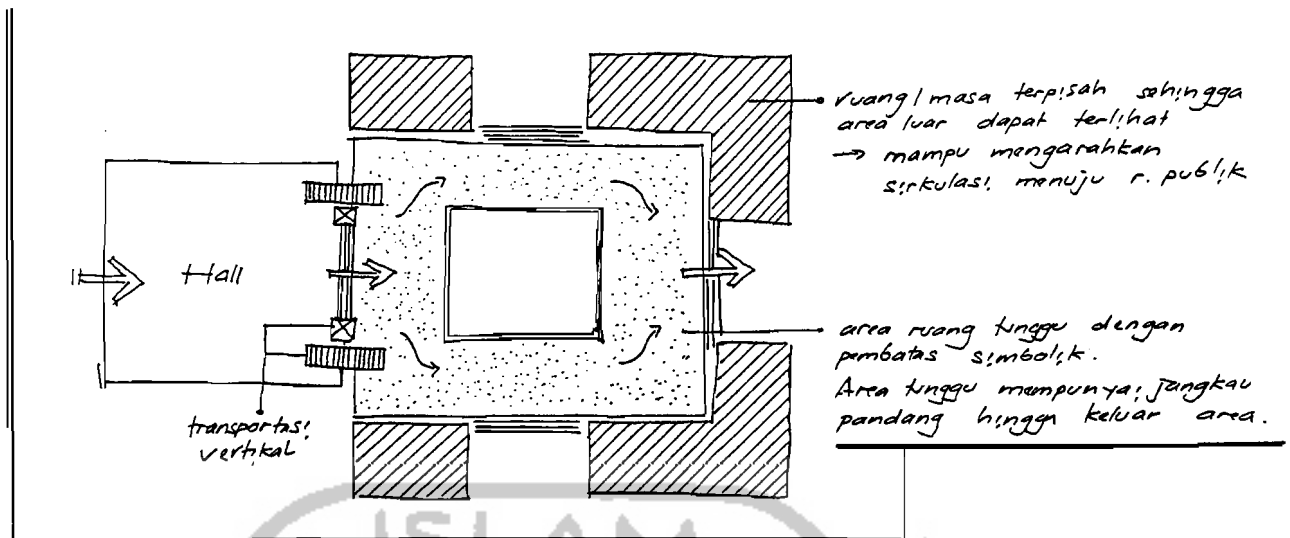 ruang/masa terpisah sehingga
area luar dapat terlihat
→ mampu mengarahkan
sirkulasi menuju r. publik
Hall
area ruang tunggu dengan
pembatas simbolik.
Area tunggu mempunyai jangkau
pandang hingga keluar area.
transportasi
vertikal
ISLAM